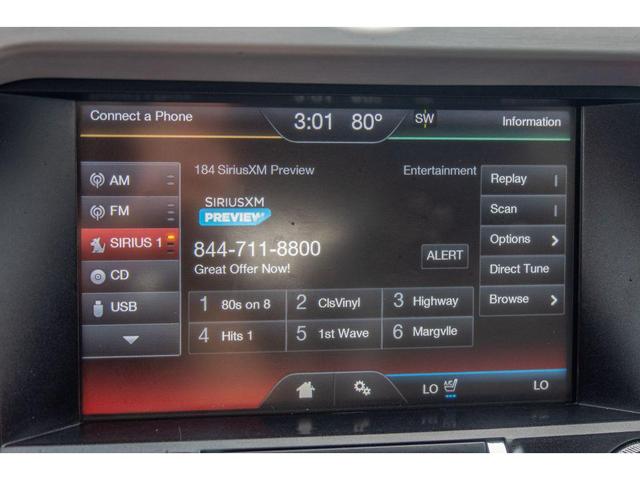 Connect a Phone
3:01 80°
SW
Information
184 SiriusXM Preview
Entertainment
AM
FM
SIRIUS 1
CD
USB
SIRIUSXM
PREVIEW
844-711-8800
Great Offer Now!
ALERT
Replay
Scan
Options
Direct Tune
Browse
1 80s on 8
2 ClsVinyl
3 Highway
4 Hits 1
5 1st Wave
6 Margvlle
LO
A/C
LO